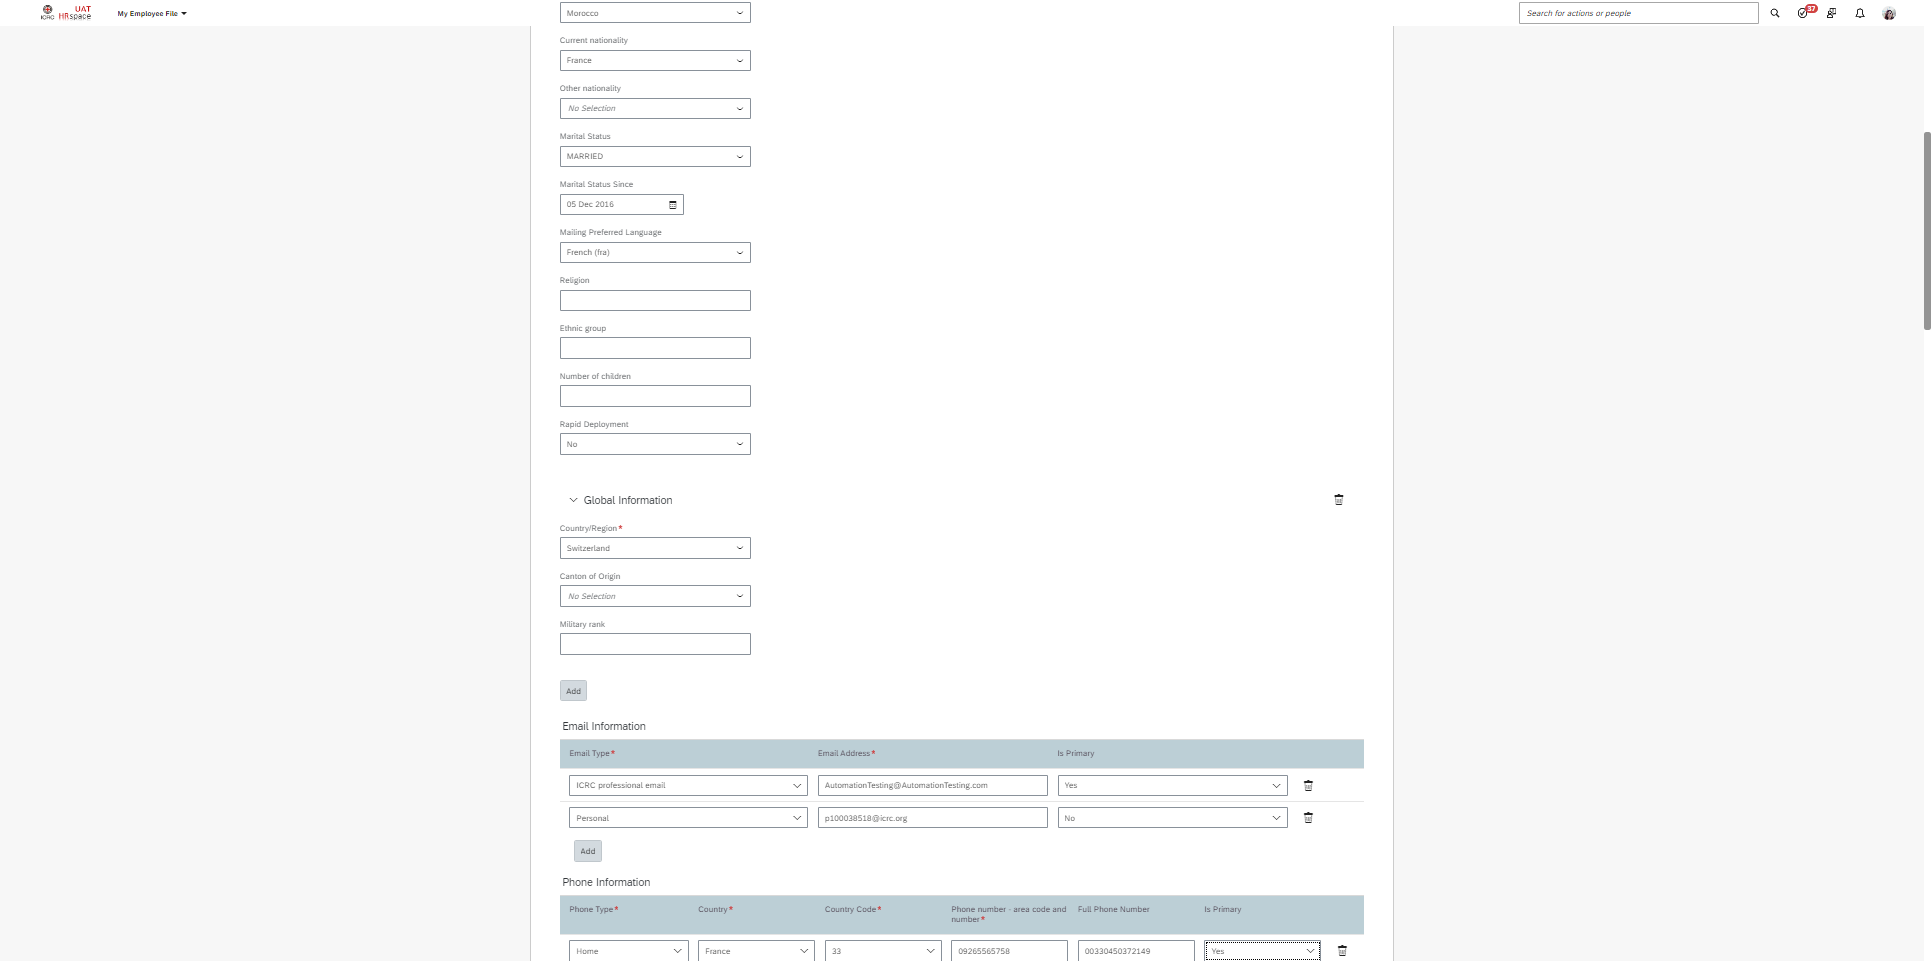 ICRC
UAT
HRspace
My Employee File
Search for actions or people
37
Morocco
Current nationality
France
Other nationality
No Selection
Marital Status
MARRIED
Marital Status Since
05 Dec 2016
Mailing Preferred Language
French (fra)
Religion
Ethnic group
Number of children
Rapid Deployment
No
Global Information
Country/Region*
Switzerland
Canton of Origin
No Selection
Military rank
Add
Email Information
Email Type* Email Address* Is Primary
ICRC professional email AutomationTesting@AutomationTesting.com Yes
Personal p100038518@icrc.org No
Add
Phone Information
Phone Type* Country* Country Code* Phone number - area code and number* Full Phone Number Is Primary
Home France 33 09265565758 00330450372149 Yes